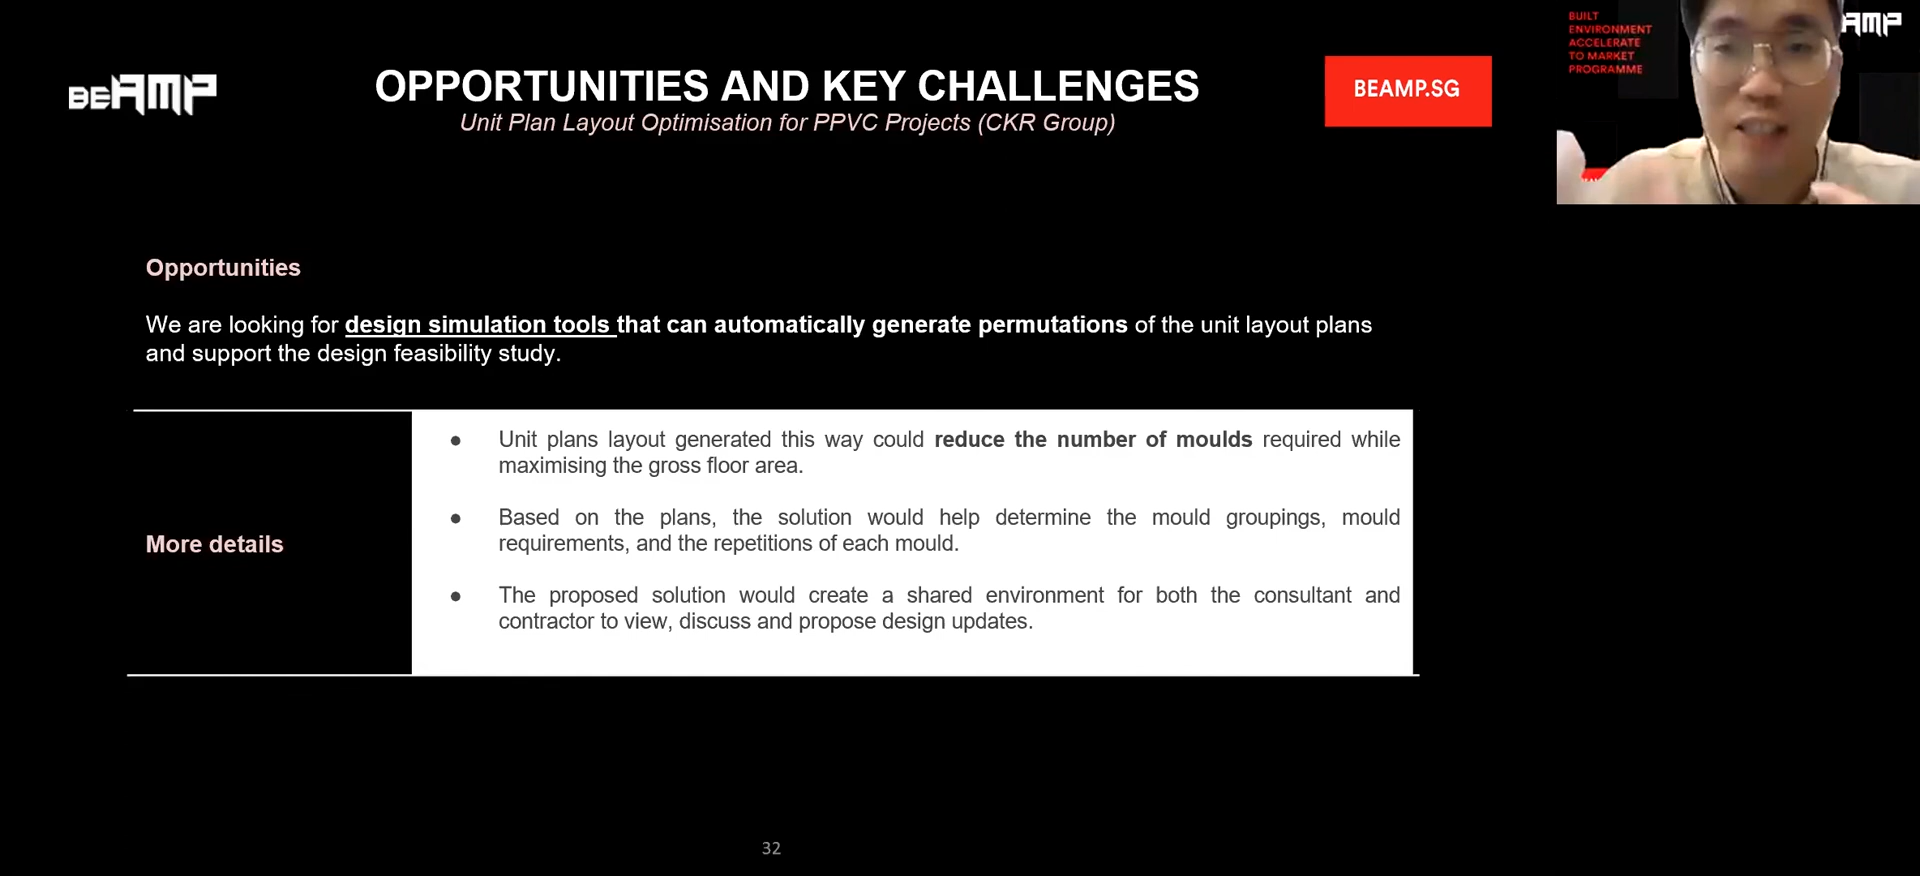 BEAMP
OPPORTUNITIES AND KEY CHALLENGES
Unit Plan Layout Optimisation for PPVC Projects (CKR Group)
BEAMP.SG
BUILT
ENVIRONMENT
ACCELERATE
TO MARKET
PROGRAMME
AMP
Opportunities
We are looking for design simulation tools that can automatically generate permutations of the unit layout plans
and support the design feasibility study.
More details
● Unit plans layout generated this way could reduce the number of moulds required while
maximising the gross floor area.
● Based on the plans, the solution would help determine the mould groupings, mould
requirements, and the repetitions of each mould.
● The proposed solution would create a shared environment for both the consultant and
contractor to view, discuss and propose design updates.
32